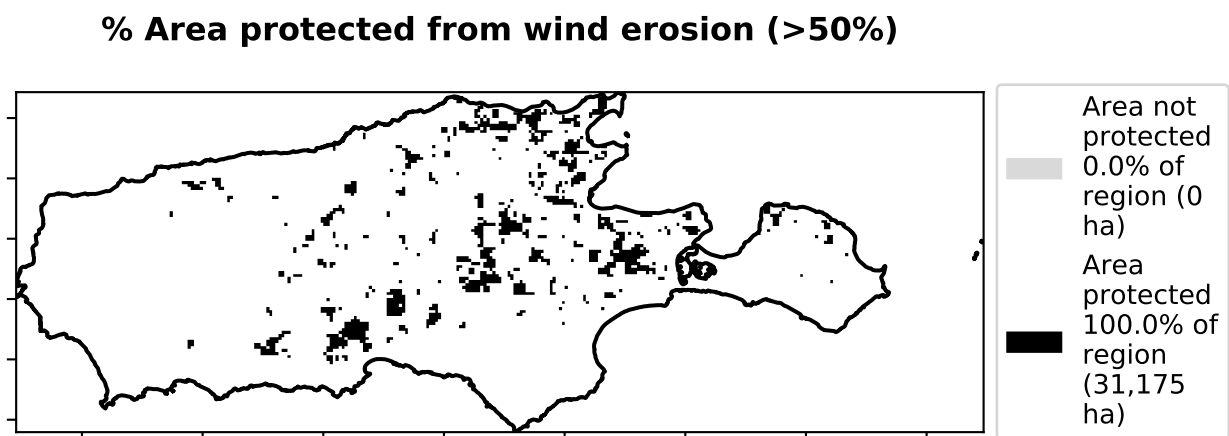 % Area protected from wind erosion (>50%)
Area not
protected
0.0% of
region (0
ha)
Area
protected
100.0% of
region
(31,175
ha)